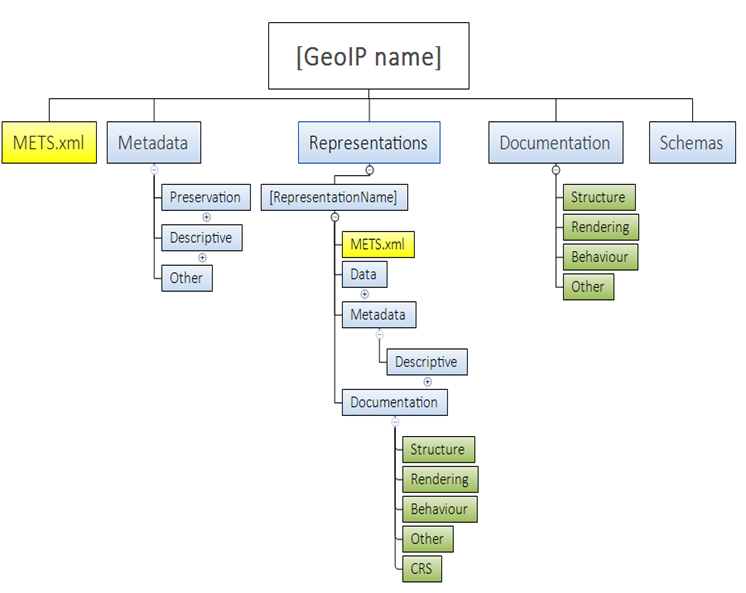 [GeoIP name]
METS.xml
Metadata
Representations
Documentation
Schemas
Preservation
Descriptive
Other
[RepresentationName]
METS.xml
Data
Metadata
Descriptive
Documentation
Structure
Rendering
Behaviour
Other
CRS
Structure
Rendering
Behaviour
Other